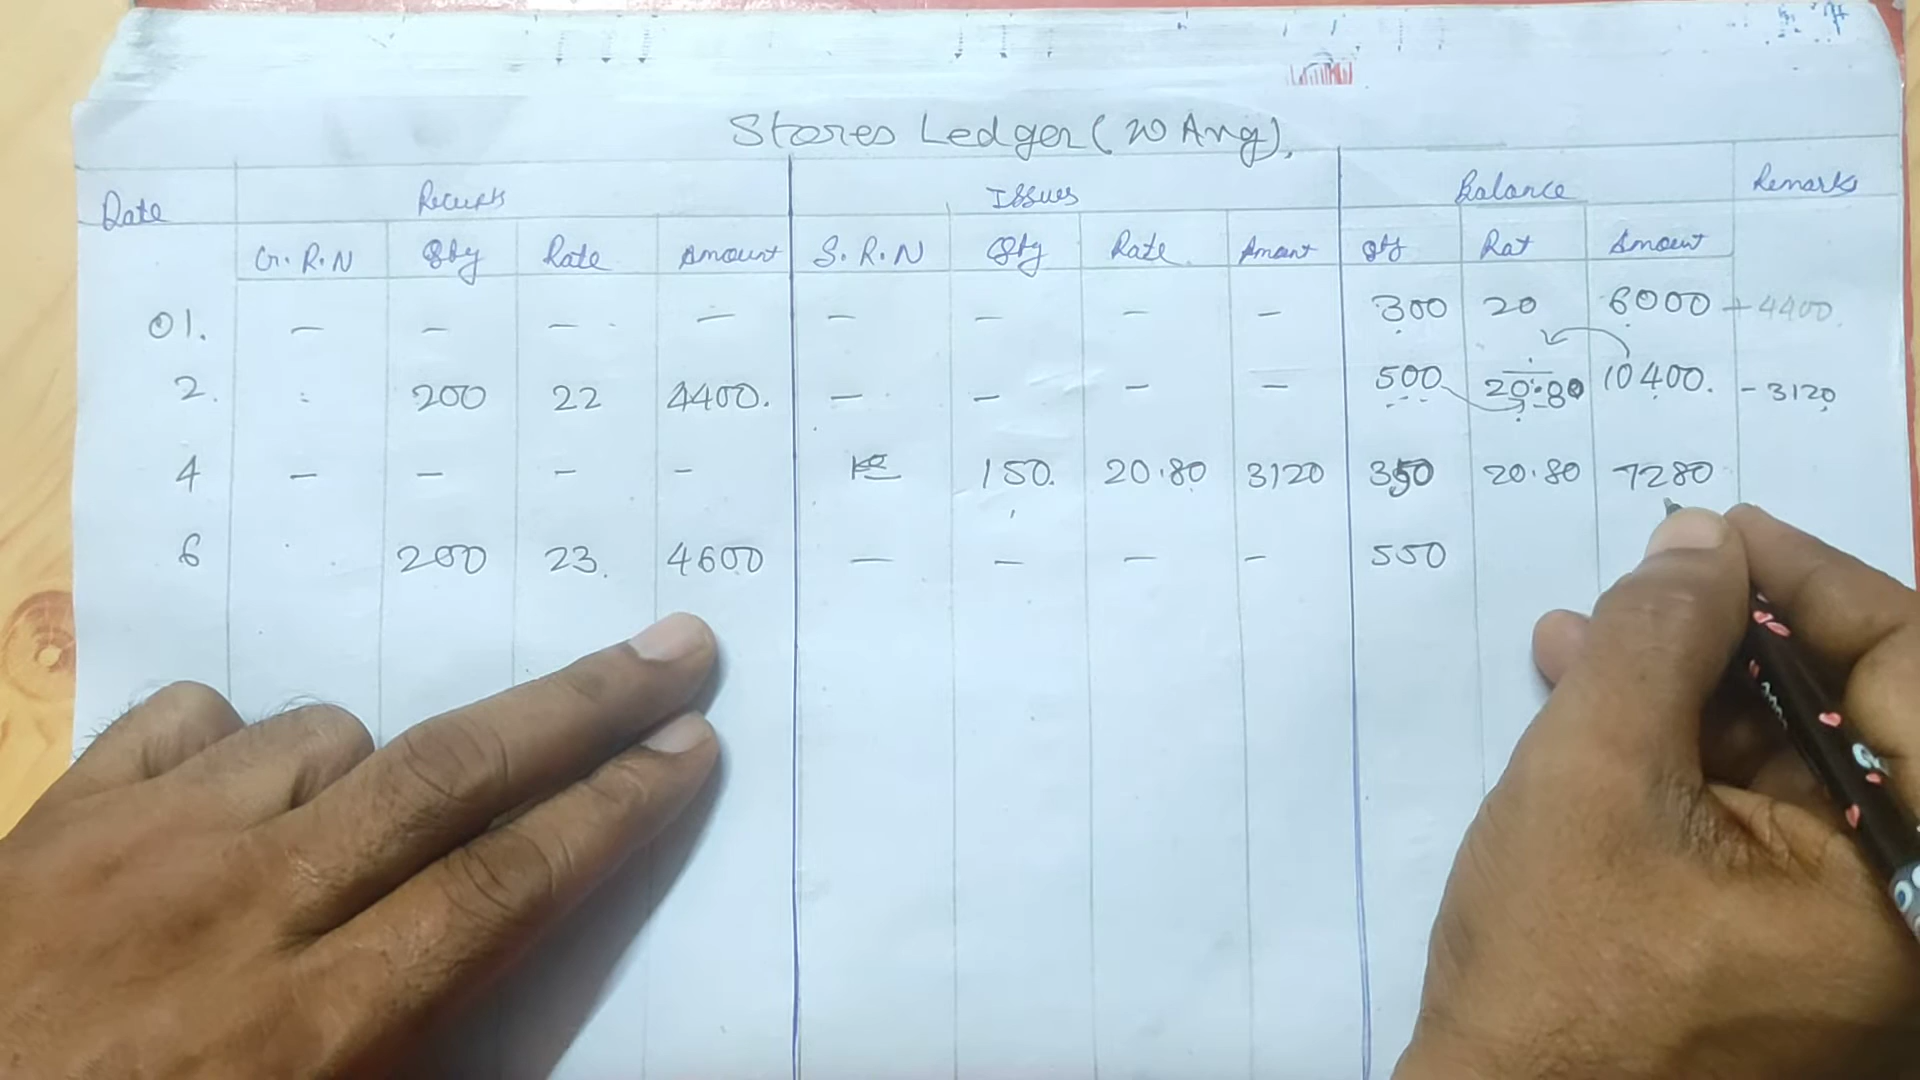 Stores Ledger (W Avg).
Date Receipts Issues Balance Remarks
G.R.N Qty Rate Amount S.R.N Qty Rate Amount Qty Rat Amount
01. — — — — — — — — 300 20 6000 + 4400.
2. 200 22 4400. — — — — 500 20.80 10400. - 3120
4 — — — — 150. 20.80 3120 350 20.80 7280
6 200 23. 4600 — — — - 550